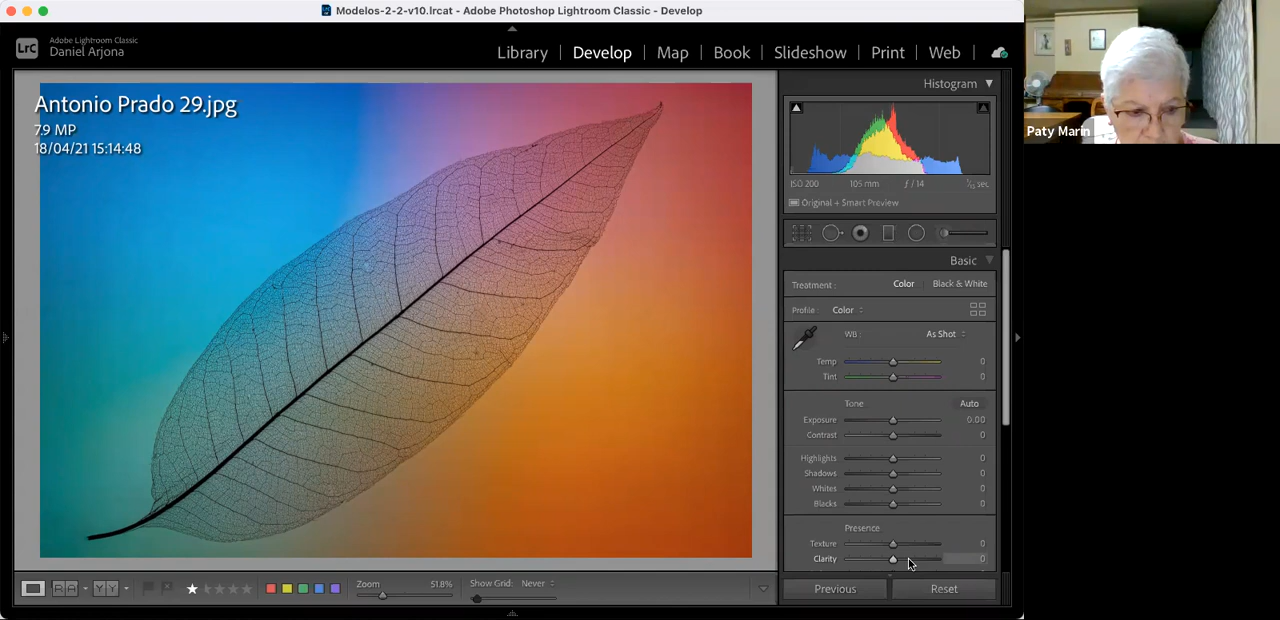 Modelos-2-2-v10.lrcat - Adobe Photoshop Lightroom Classic - Develop
LrC
Adobe Lightroom Classic
Daniel Arjona
Library | Develop | Map | Book | Slideshow | Print | Web
Antonio Prado 29.jpg
7.9 MP
18/04/21 15:14:48
Histogram
ISO 200 105 mm ƒ / 14 sec
Original + Smart Preview
Basic
Treatment : Color Black & White
Profile : Color
WB : As Shot
Temp 0
Tint 0
Tone Auto
Exposure 0.00
Contrast 0
Highlights 0
Shadows 0
Whites 0
Blacks 0
Presence
Texture 0
Clarity 0
R A Y Y Zoom 51.8% Show Grid: Never
Previous Reset
Paty Marin